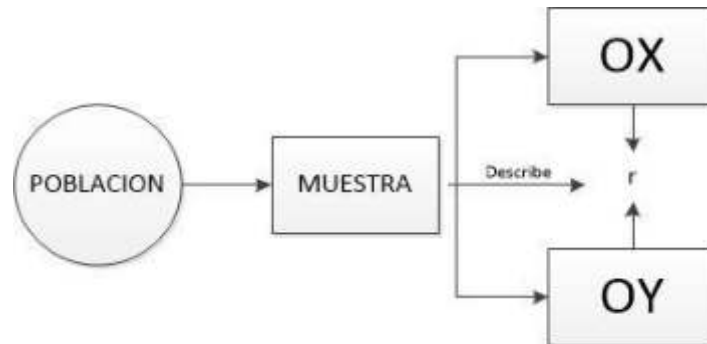 OX
POBLACION
MUESTRA
Describe
r
OY